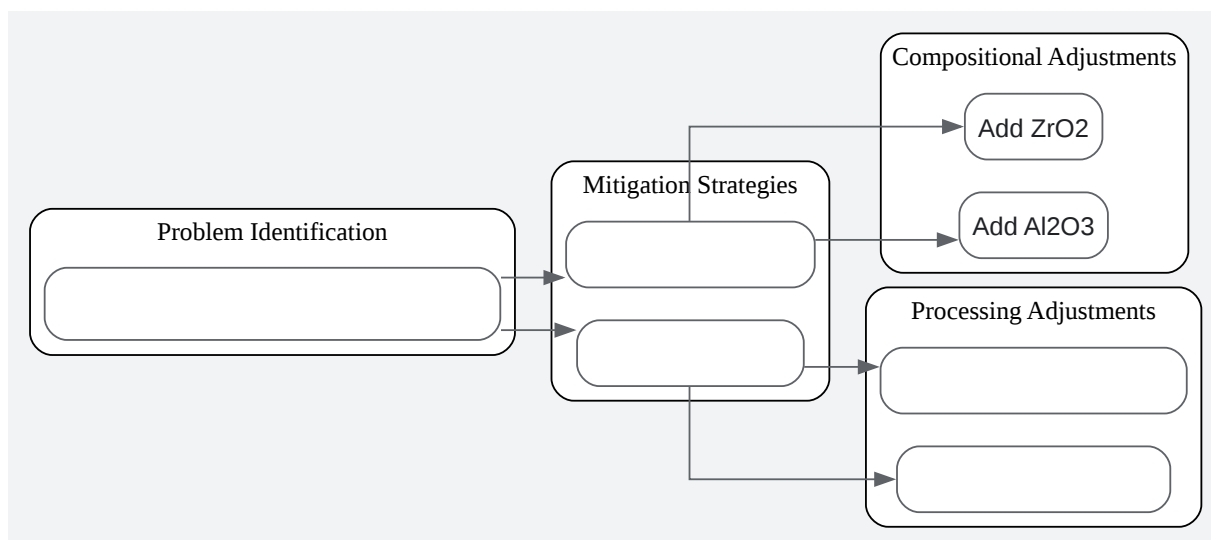 Problem Identification
Mitigation Strategies
Compositional Adjustments
Add ZrO2
Add Al2O3
Processing Adjustments